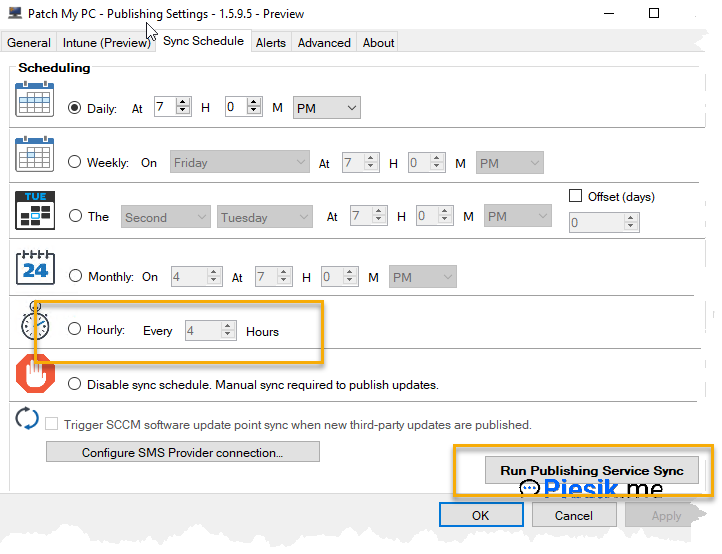 Patch My PC - Publishing Settings - 1.5.9.5 - Preview
General Intune (Preview) Sync Schedule Alerts Advanced About
Scheduling
Daily: At 7 H 0 M PM
Weekly: On Friday At 7 H 0 M PM
TUE
The Second Tuesday At 7 H 0 M PM
Offset (days)
0
24
Monthly: On 4 At 7 H 0 M PM
Hourly: Every 4 Hours
Disable sync schedule. Manual sync required to publish updates.
Trigger SCCM software update point sync when new third-party updates are published.
Configure SMS Provider connection...
Run Publishing Service Sync
Piesik.me
OK Cancel Apply